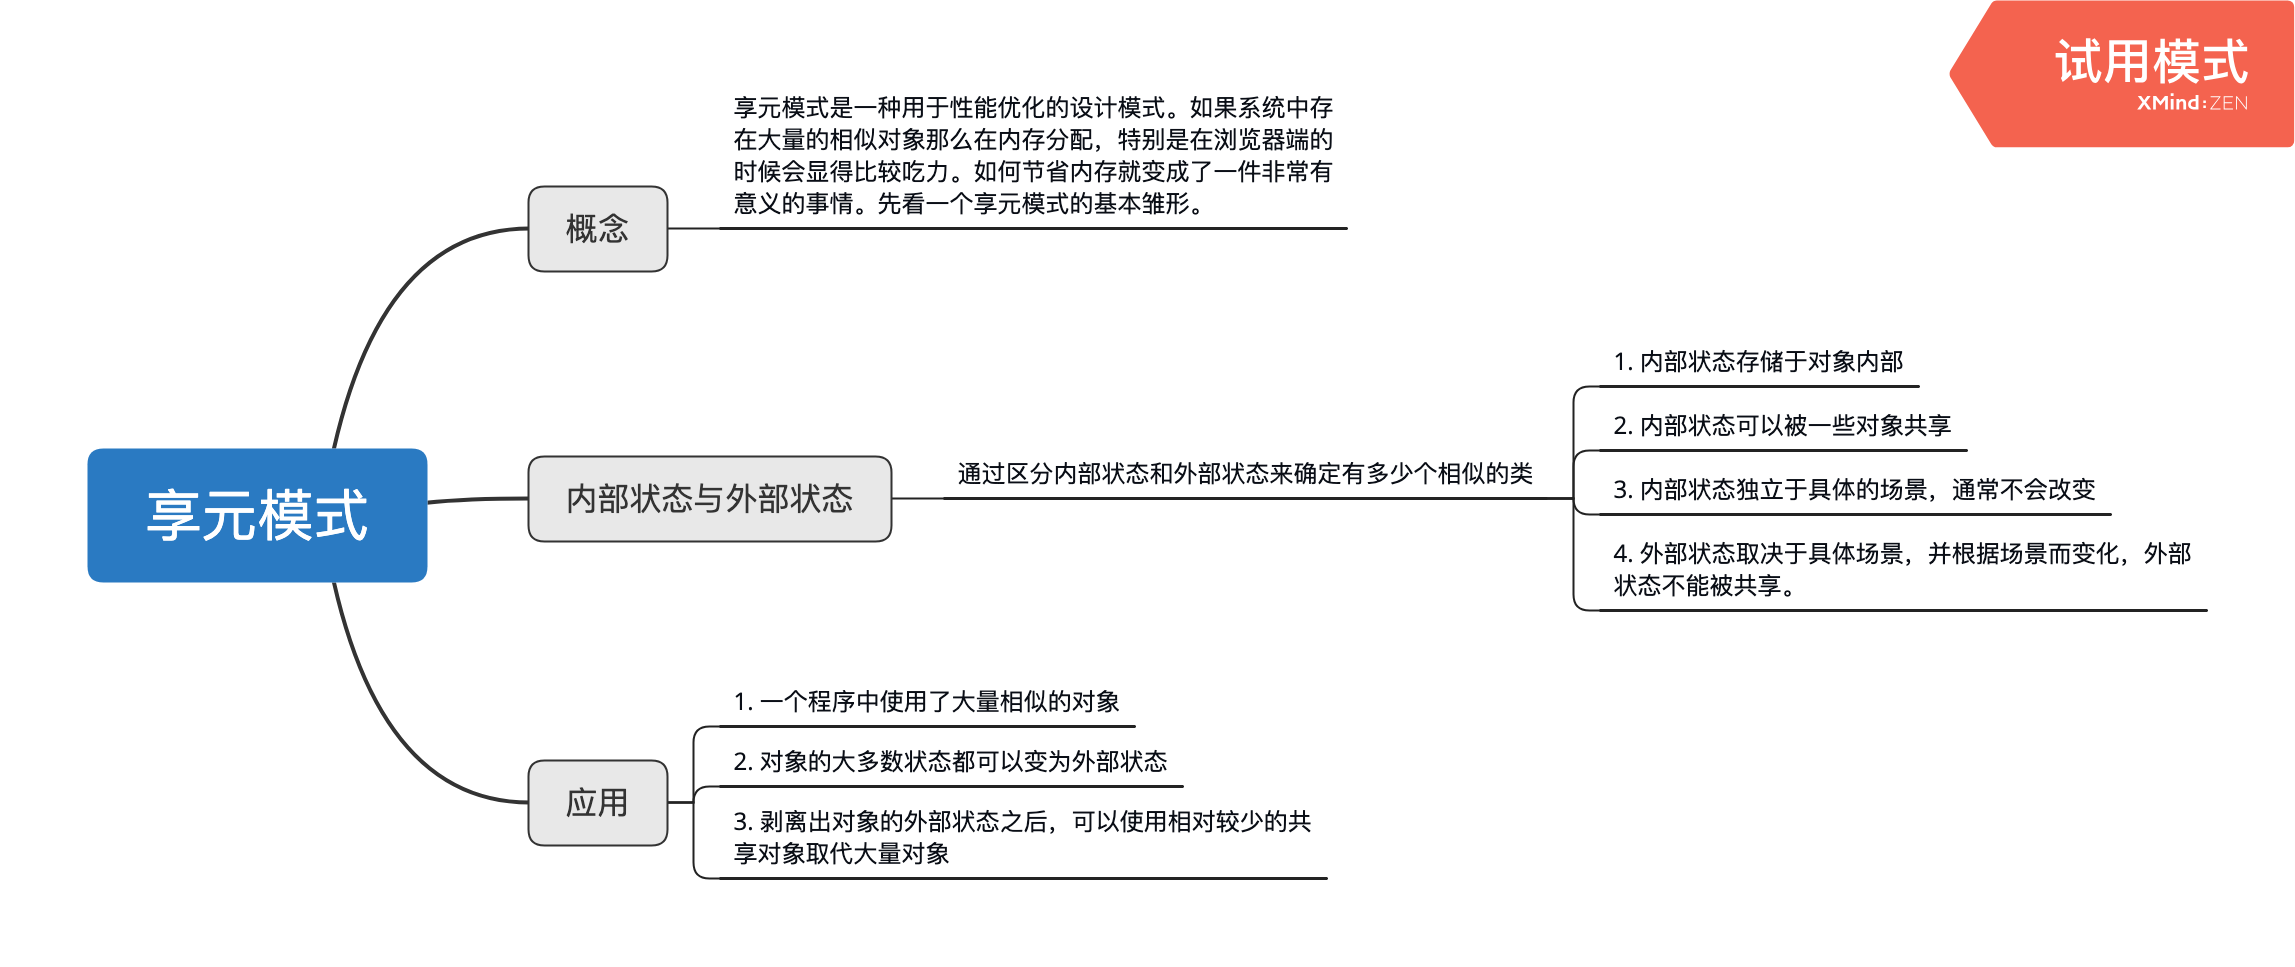 试用模式
XMind:ZEN
享元模式是一种用于性能优化的设计模式。如果系统中存
在大量的相似对象那么在内存分配，特别是在浏览器端的
时候会显得比较吃力。如何节省内存就变成了一件非常有
意义的事情。先看一个享元模式的基本雏形。
概念
1. 内部状态存储于对象内部
2. 内部状态可以被一些对象共享
通过区分内部状态和外部状态来确定有多少个相似的类
3. 内部状态独立于具体的场景，通常不会改变
内部状态与外部状态
享元模式
4. 外部状态取决于具体场景，并根据场景而变化，外部
状态不能被共享。
1. 一个程序中使用了大量相似的对象
2. 对象的大多数状态都可以变为外部状态
应用
3. 剥离出对象的外部状态之后，可以使用相对较少的共
享对象取代大量对象